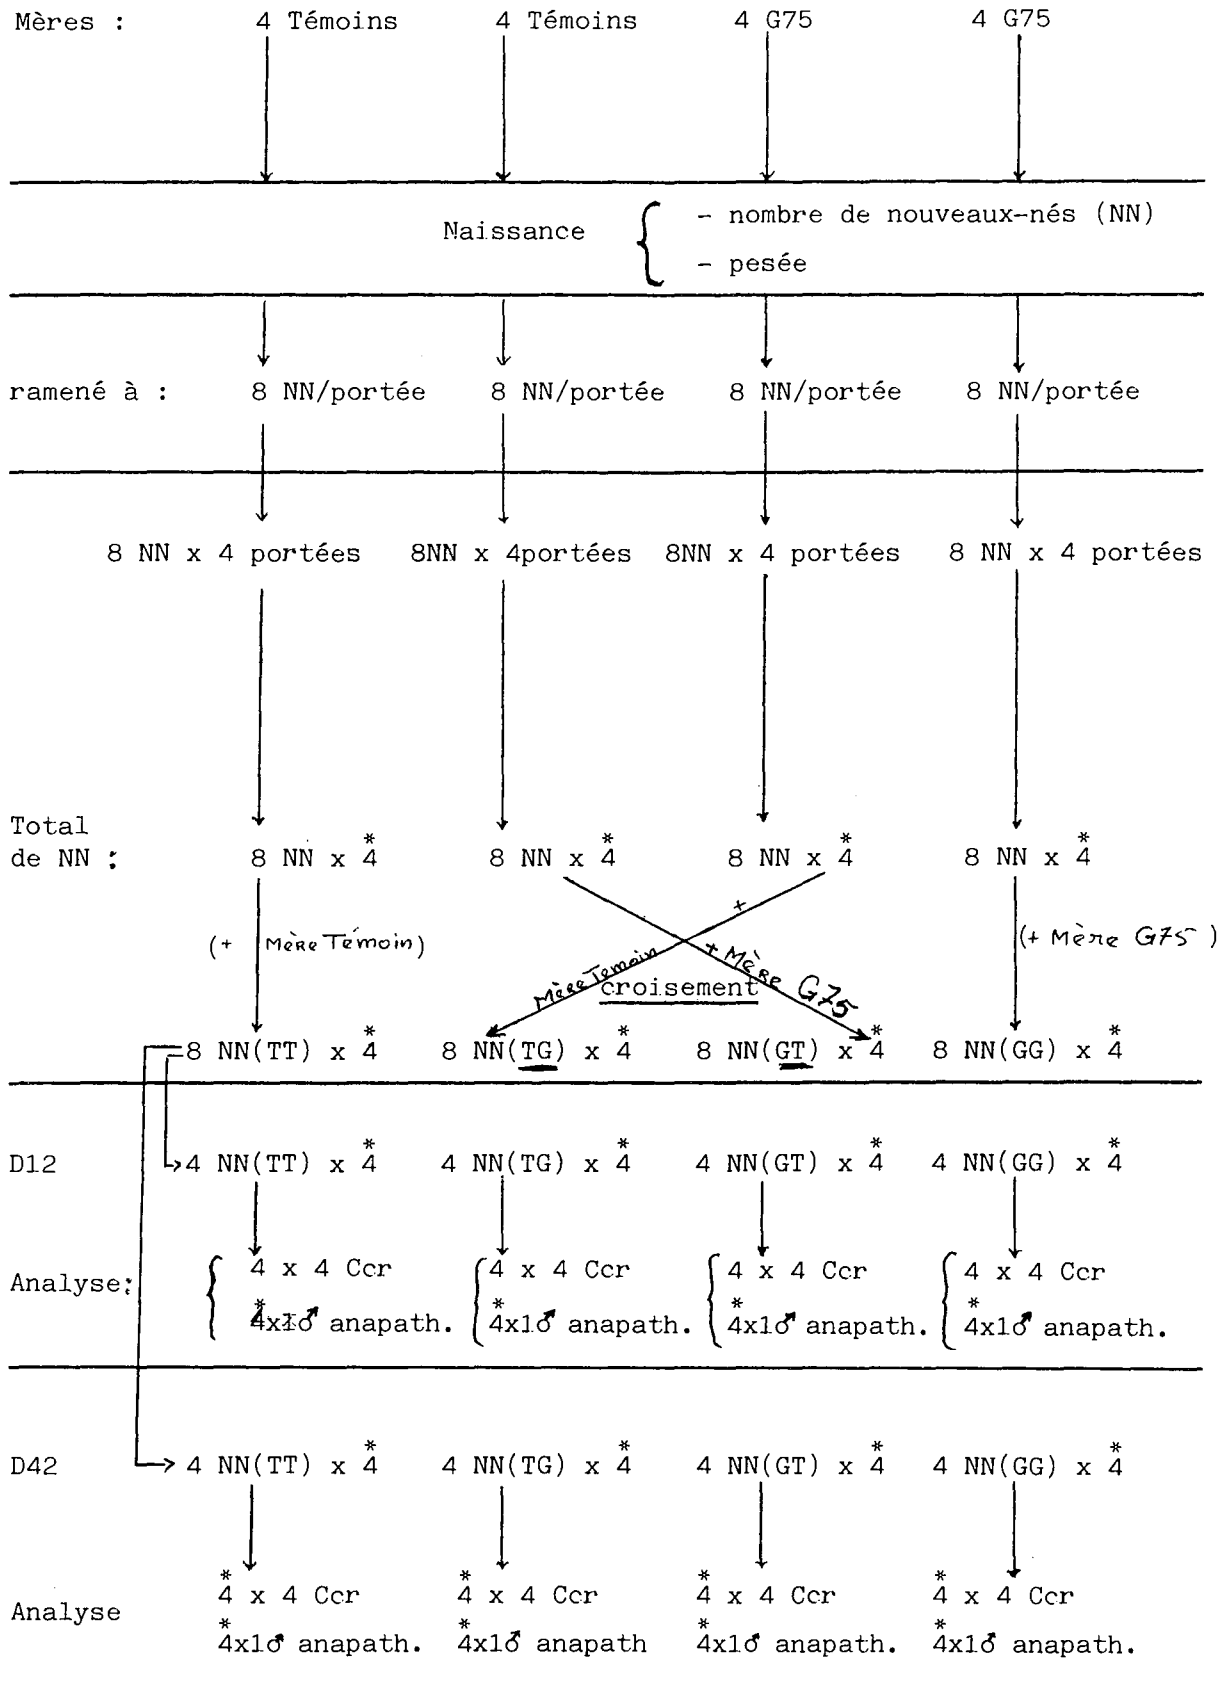 Mères : 4 Témoins 4 Témoins 4 G75 4 G75
Naissance
- nombre de nouveaux-nés (NN)
- pesée
ramené à : 8 NN/portée 8 NN/portée 8 NN/portée 8 NN/portée
8 NN x 4 portées 8NN x 4portées 8NN x 4 portées 8 NN x 4 portées
Total
* * * *
de NN : 8 NN x 4 8 NN x 4 8 NN x 4 8 NN x 4
(+ Mère Témoin) + Mère Témoin + Mère G75 (+ Mère G75 )
croisement
* * * *
8 NN(TT) x 4 8 NN(TG) x 4 8 NN(GT) x 4 8 NN(GG) x 4
* * * *
D12 4 NN(TT) x 4 4 NN(TG) x 4 4 NN(GT) x 4 4 NN(GG) x 4
4 x 4 Ccr 4 x 4 Ccr 4 x 4 Ccr 4 x 4 Ccr
Analyse:
* * * *
4x1♂ anapath. 4x1♂ anapath. 4x1♂ anapath. 4x1♂ anapath.
* * * *
D42 4 NN(TT) x 4 4 NN(TG) x 4 4 NN(GT) x 4 4 NN(GG) x 4
* * * *
4 x 4 Ccr 4 x 4 Ccr 4 x 4 Ccr 4 x 4 Ccr
Analyse
* * * *
4x1♂ anapath. 4x1♂ anapath 4x1♂ anapath. 4x1♂ anapath.